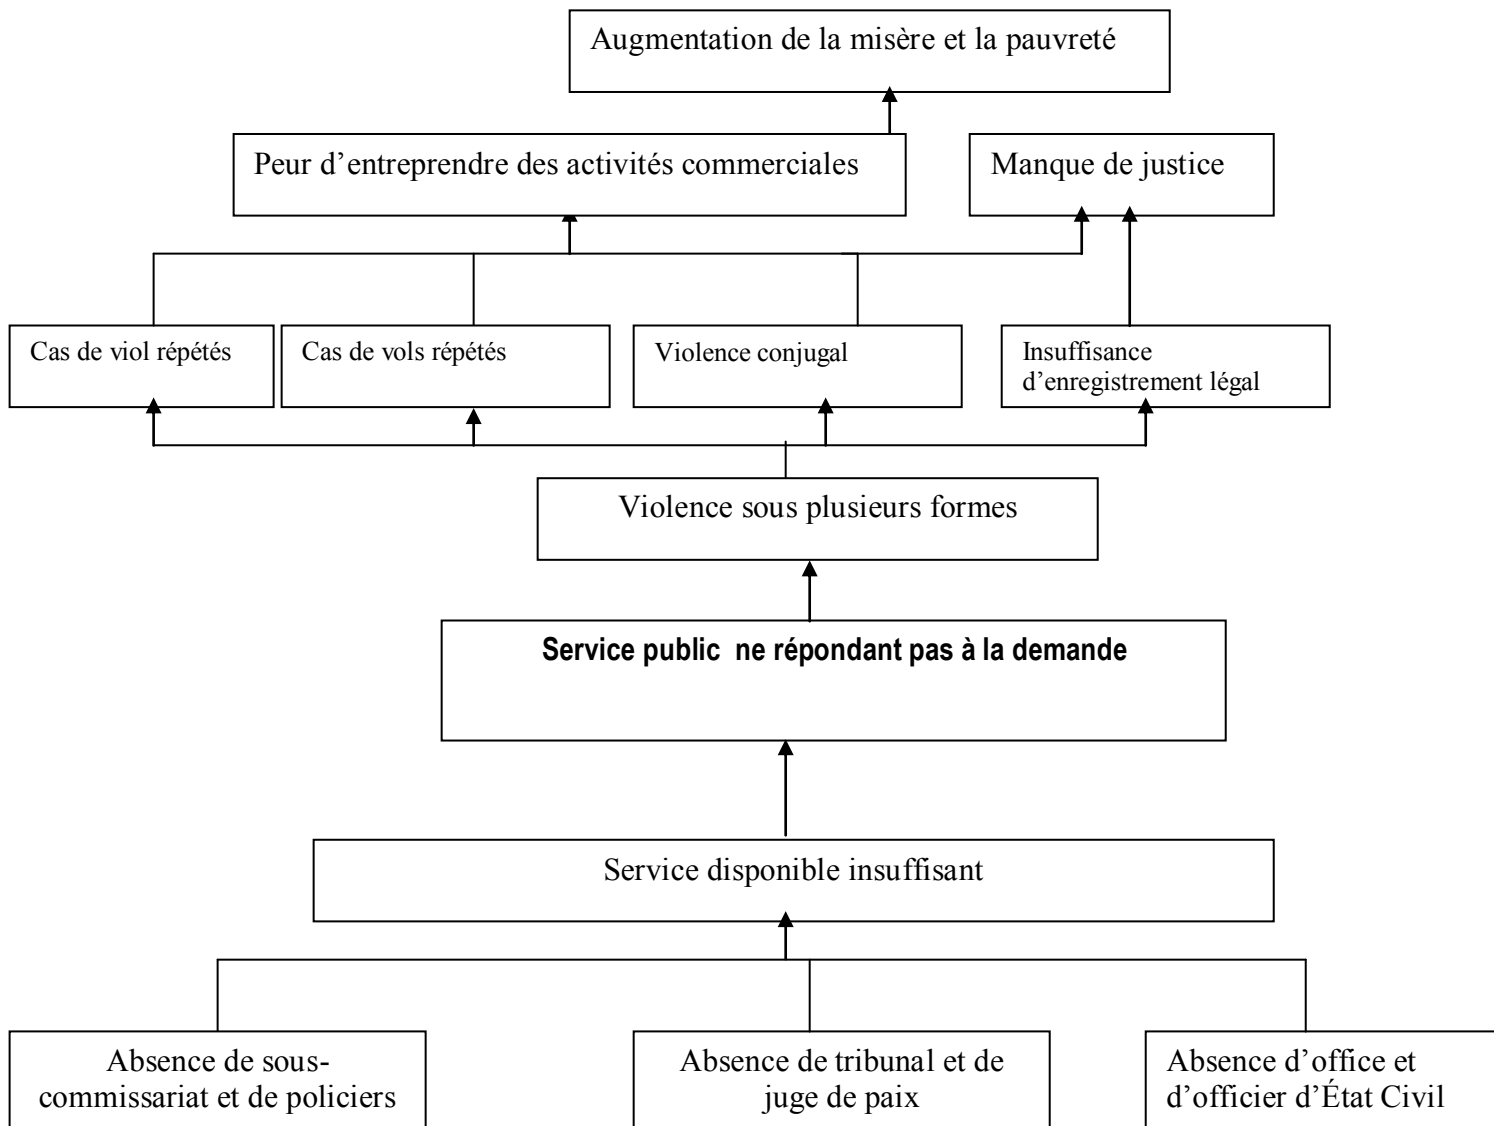 Augmentation de la misère et la pauvreté
Peur d’entreprendre des activités commerciales
Manque de justice
Cas de viol répétés
Cas de vols répétés
Violence conjugal
Insuffisance
d’enregistrement légal
Violence sous plusieurs formes
Service public ne répondant pas à la demande
Service disponible insuffisant
Absence de sous-
commissariat et de policiers
Absence de tribunal et de
juge de paix
Absence d’office et
d’officier d’État Civil